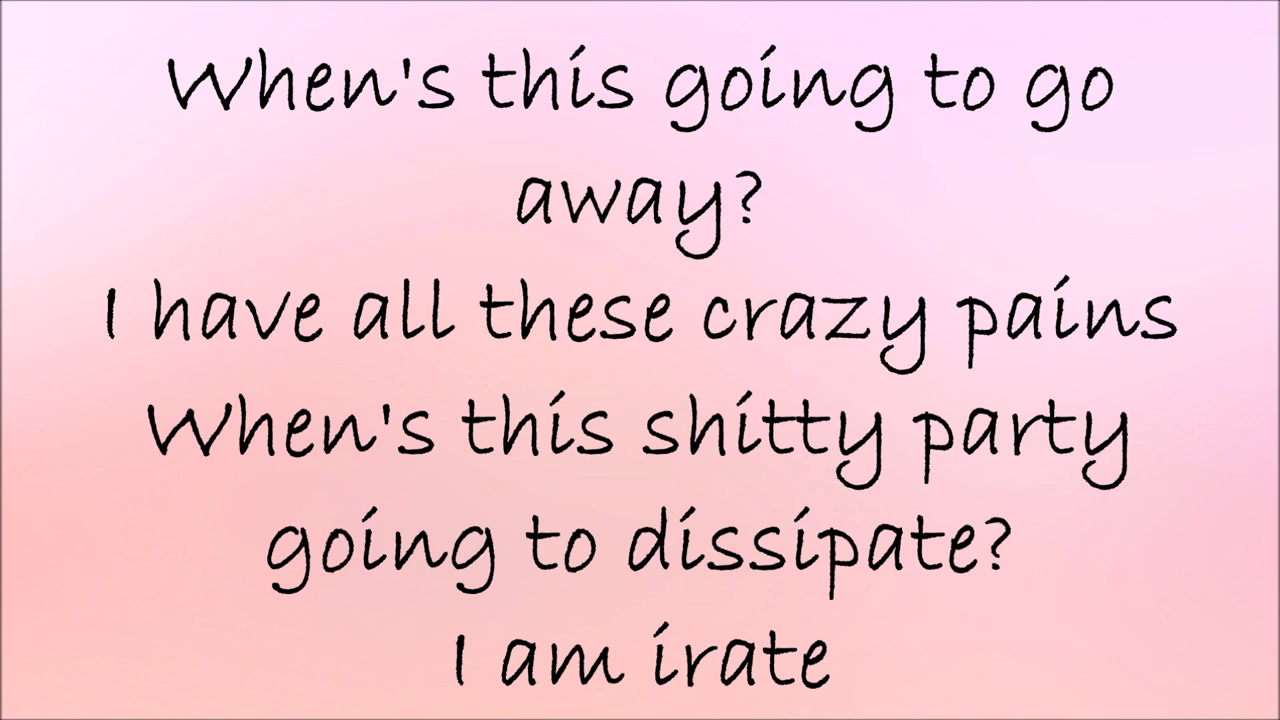 When's this going to go
away?
I have all these crazy pains
When's this shitty party
going to dissipate?
I am irate